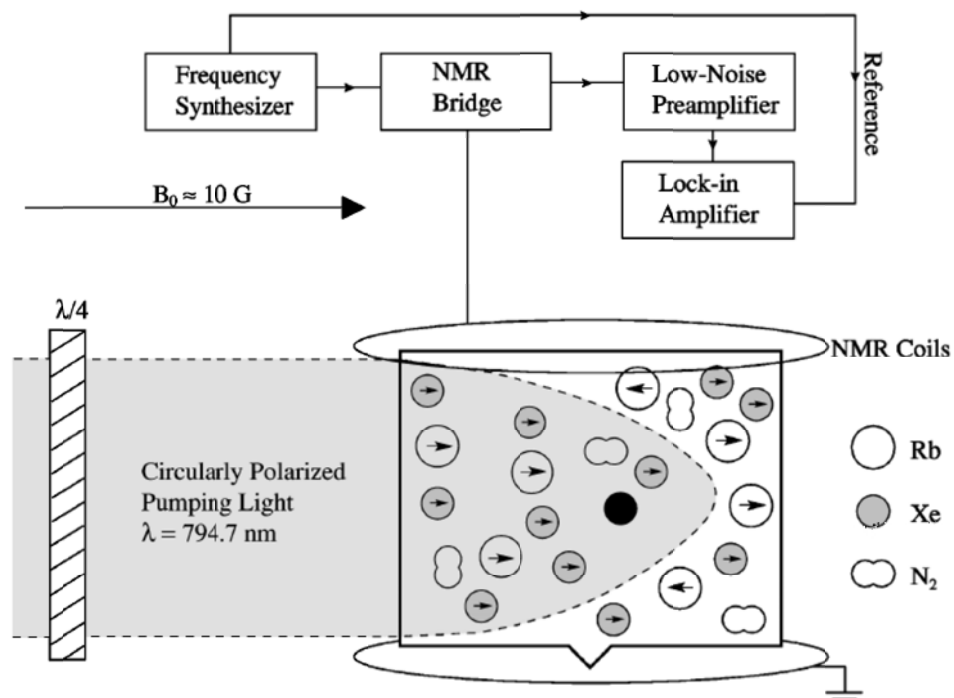 Frequency
Synthesizer
NMR
Bridge
Low-Noise
Preamplifier
Reference
Lock-in
Amplifier
B₀ ≈ 10 G
λ/4
NMR Coils
Circularly Polarized
Pumping Light
λ = 794.7 nm
Rb
Xe
N₂